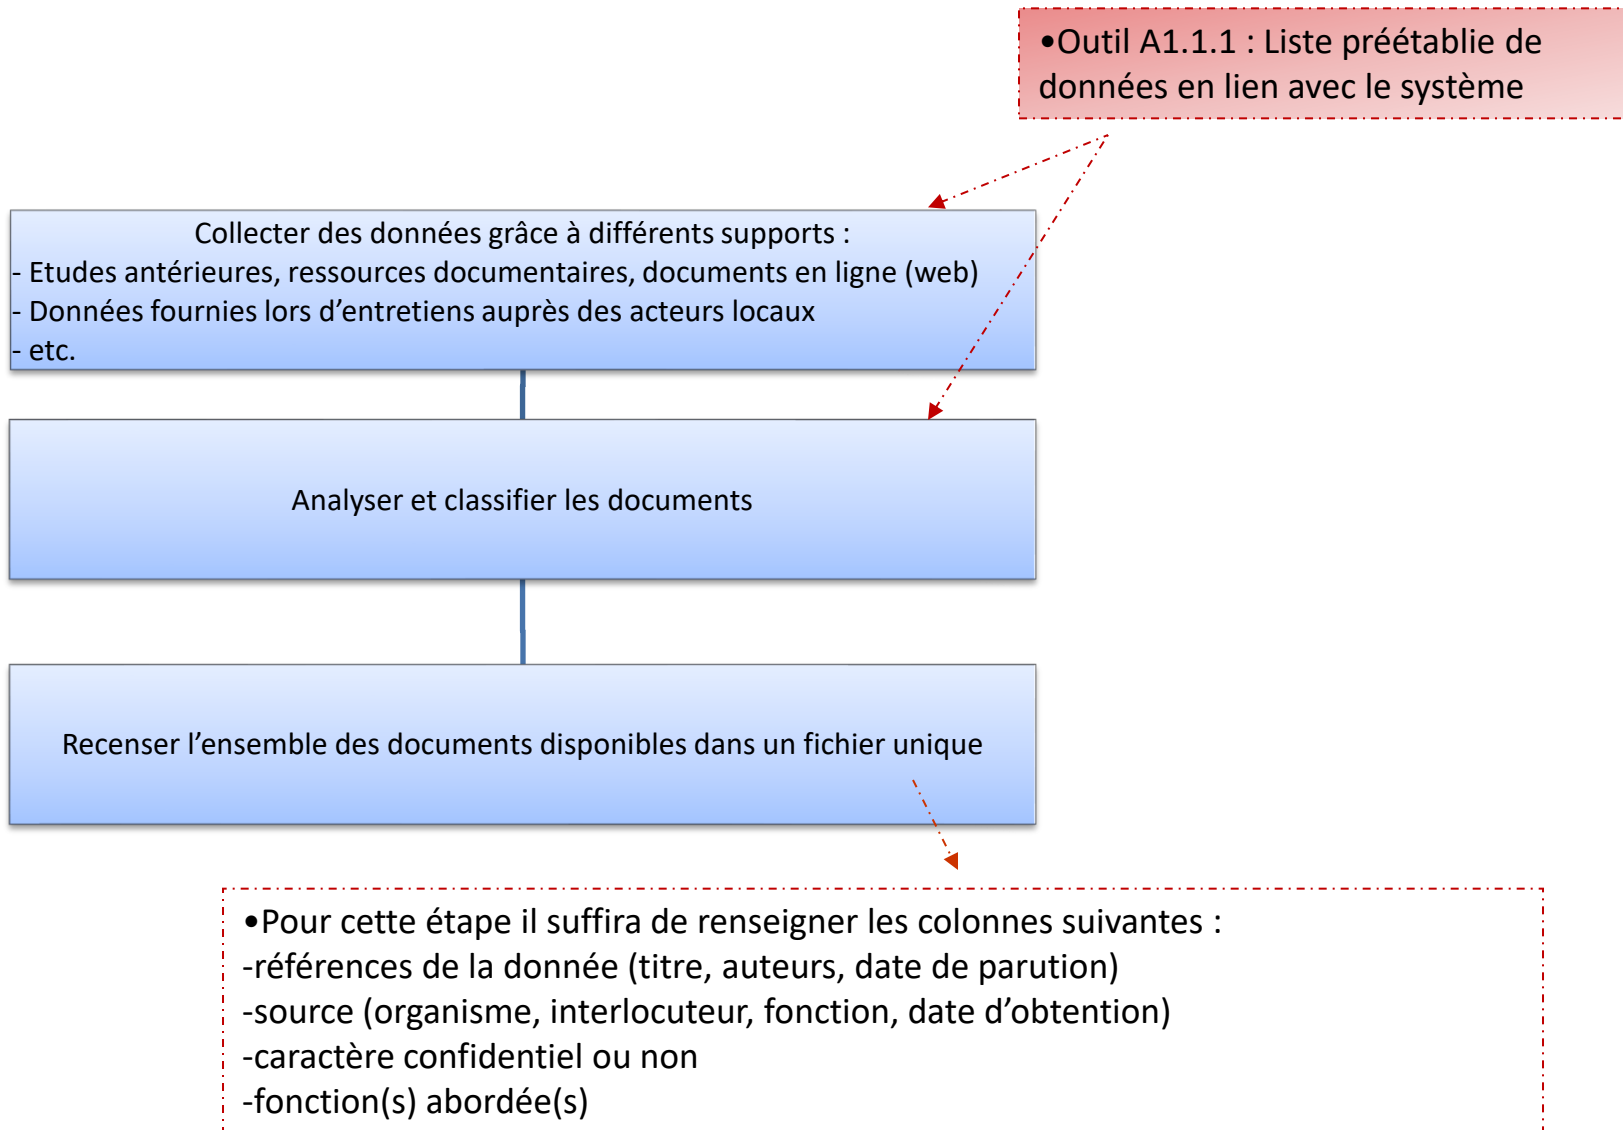 •Outil A1.1.1 : Liste préétablie de
données en lien avec le système
Collecter des données grâce à différents supports :
- Etudes antérieures, ressources documentaires, documents en ligne (web)
- Données fournies lors d’entretiens auprès des acteurs locaux
- etc.
Analyser et classifier les documents
Recenser l’ensemble des documents disponibles dans un fichier unique
•Pour cette étape il suffira de renseigner les colonnes suivantes :
-références de la donnée (titre, auteurs, date de parution)
-source (organisme, interlocuteur, fonction, date d’obtention)
-caractère confidentiel ou non
-fonction(s) abordée(s)